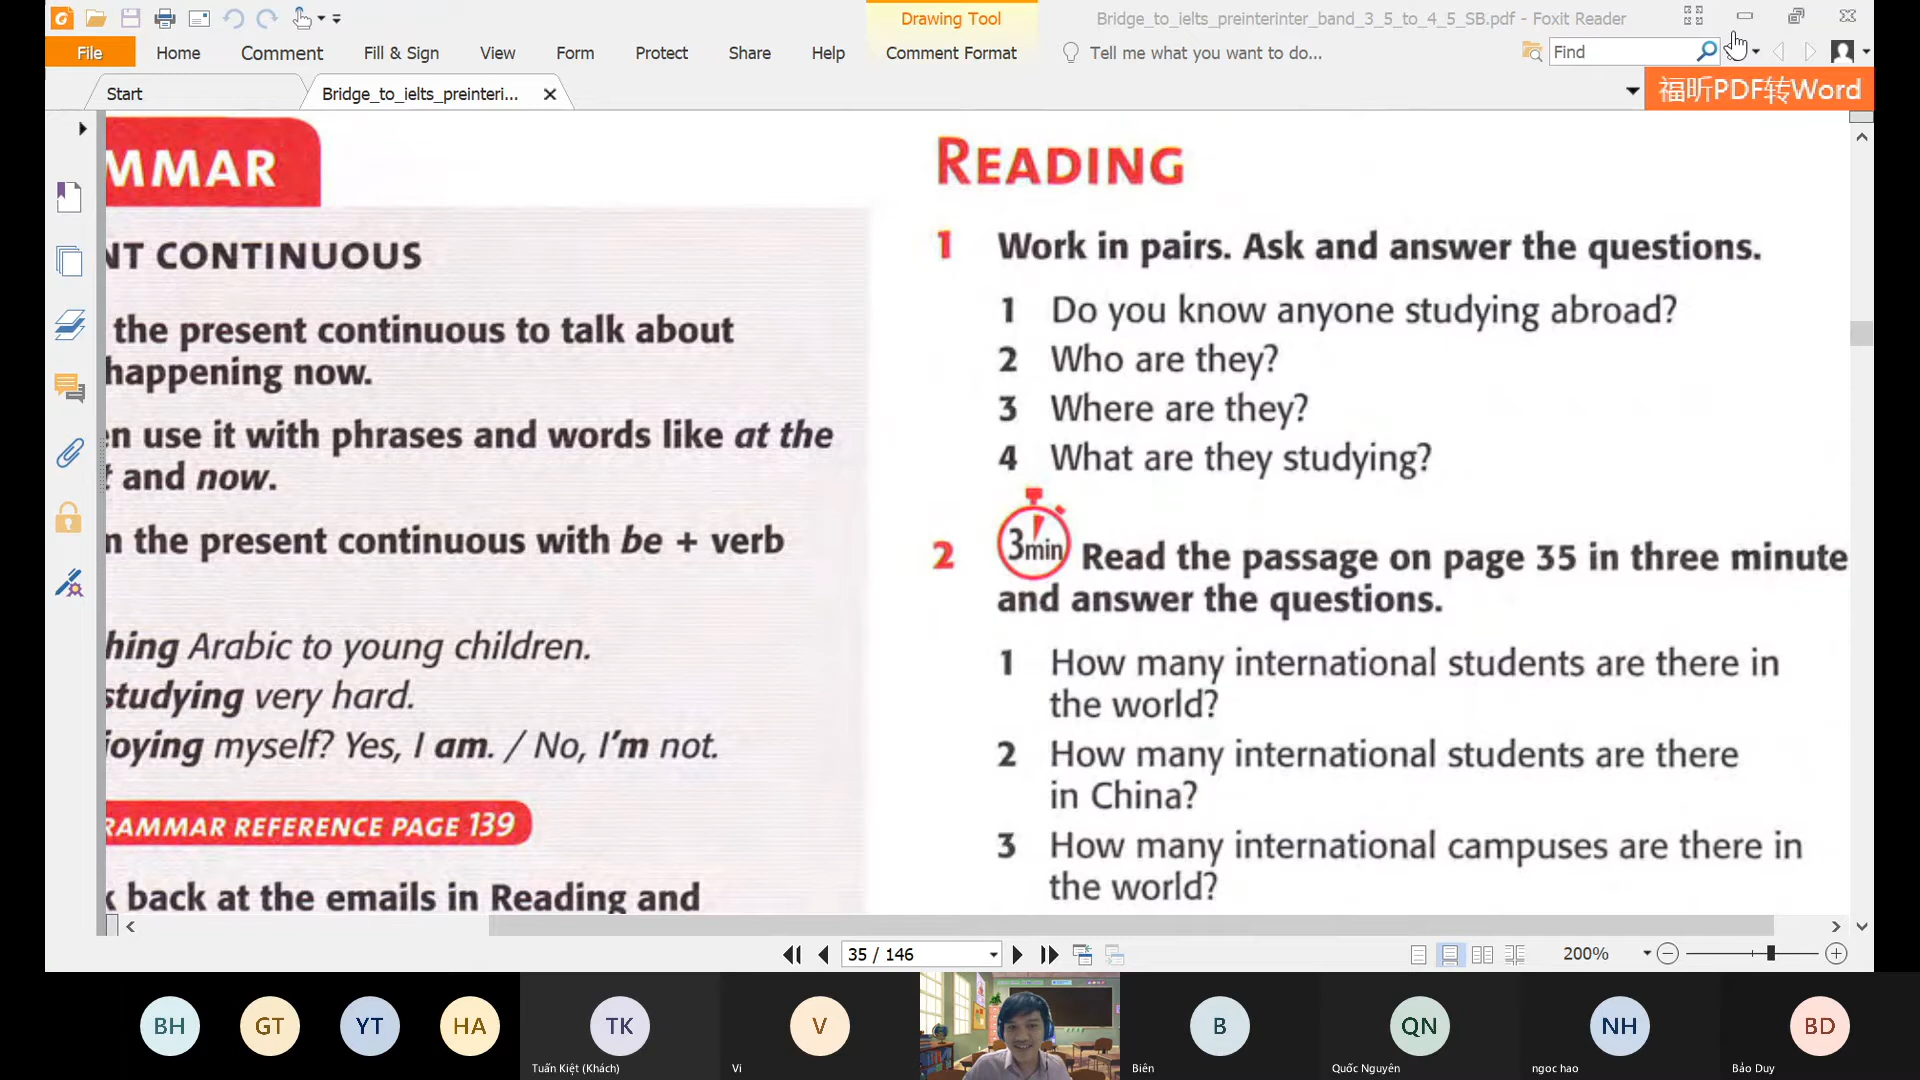 Drawing Tool
Bridge_to_ielts_preinterinter_band_3_5_to_4_5_SB.pdf - Foxit Reader
File Home Comment Fill & Sign View Form Protect Share Help Comment Format Tell me what you want to do... Find
Start Bridge_to_ielts_preinteri...
福昕PDF转Word
MMAR
NT CONTINUOUS
the present continuous to talk about
happening now.
en use it with phrases and words like at the
t and now.
m the present continuous with be + verb
hing Arabic to young children.
studying very hard.
joying myself? Yes, I am. / No, I'm not.
RAMMAR REFERENCE PAGE 139
k back at the emails in Reading and
READING
1 Work in pairs. Ask and answer the questions.
1 Do you know anyone studying abroad?
2 Who are they?
3 Where are they?
4 What are they studying?
2 3min Read the passage on page 35 in three minute
and answer the questions.
1 How many international students are there in
the world?
2 How many international students are there
in China?
3 How many international campuses are there in
the world?
35 / 146
200%
BH GT YT HA TK V B QN NH BD
Tuấn Kiệt (Khách) Vi Biên Quốc Nguyên ngoc hao Bảo Duy